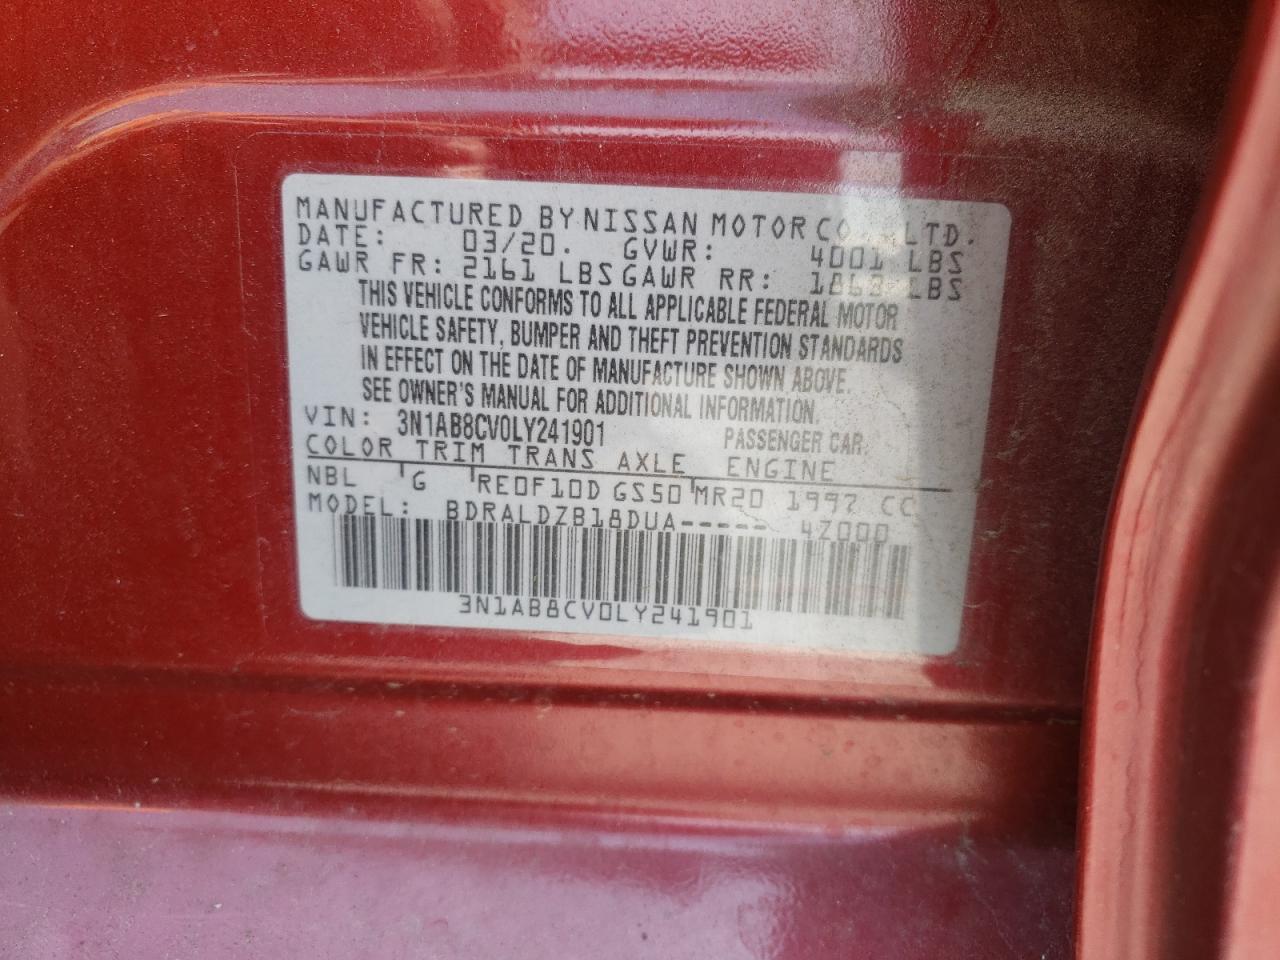 MANUFACTURED BY NISSAN MOTOR CO., LTD.
DATE: 03/20. GVWR: 4001 LBS
GAWR FR: 2161 LBS GAWR RR: 1863 LBS
THIS VEHICLE CONFORMS TO ALL APPLICABLE FEDERAL MOTOR
VEHICLE SAFETY, BUMPER AND THEFT PREVENTION STANDARDS
IN EFFECT ON THE DATE OF MANUFACTURE SHOWN ABOVE.
SEE OWNER'S MANUAL FOR ADDITIONAL INFORMATION.
VIN: 3N1AB8CV0LY241901 PASSENGER CAR
COLOR TRIM TRANS AXLE ENGINE
NBL G RE0F10D GS50 MR20 1997 CC
MODEL: BDRALDZB18DUA----- 4Z000
3N1AB8CV0LY241901